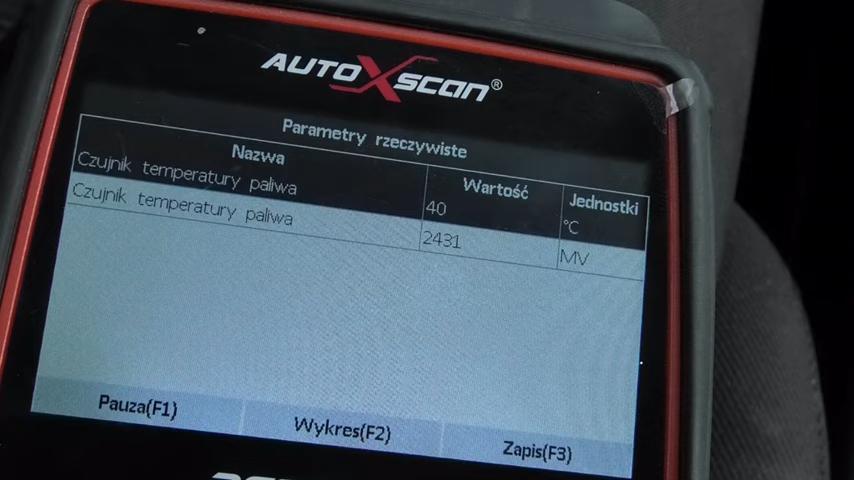 AUTOXSCAN®
Parametry rzeczywiste
Nazwa Wartość Jednostki
Czujnik temperatury paliwa 40 °C
Czujnik temperatury paliwa 2431 MV
Pauza(F1) Wykres(F2) Zapis(F3)